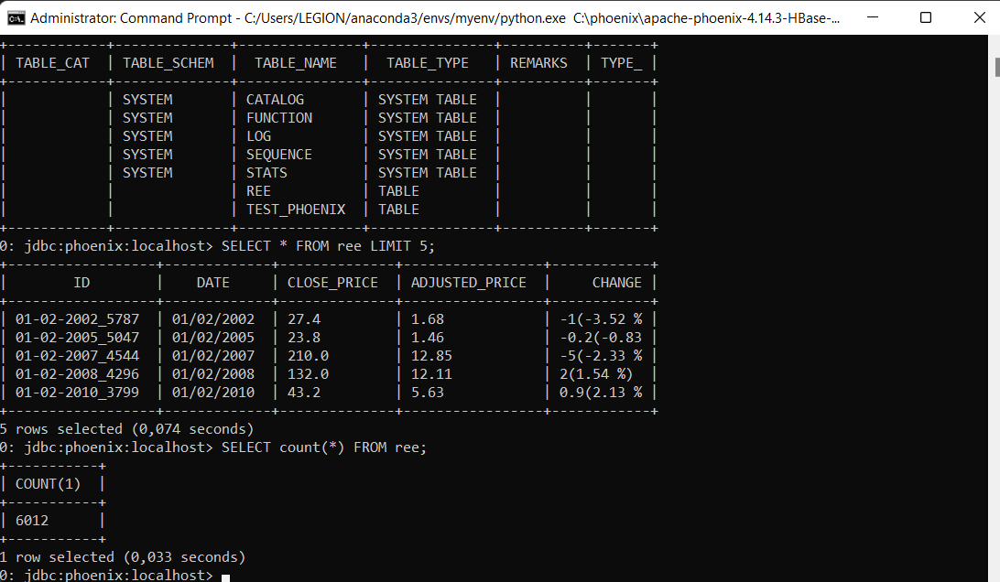 Administrator: Command Prompt - C:/Users/LEGION/anaconda3/envs/myenv/python.exe C:\phoenix\apache-phoenix-4.14.3-HBase-...
+------------+--------------+---------------+---------------+----------+-------+
| TABLE_CAT | TABLE_SCHEM | TABLE_NAME | TABLE_TYPE | REMARKS | TYPE_ |
+------------+--------------+---------------+---------------+----------+-------+
| | SYSTEM | CATALOG | SYSTEM TABLE | | |
| | SYSTEM | FUNCTION | SYSTEM TABLE | | |
| | SYSTEM | LOG | SYSTEM TABLE | | |
| | SYSTEM | SEQUENCE | SYSTEM TABLE | | |
| | SYSTEM | STATS | SYSTEM TABLE | | |
| | | REE | TABLE | | |
| | | TEST_PHOENIX | TABLE | | |
+------------+--------------+---------------+---------------+----------+-------+
0: jdbc:phoenix:localhost> SELECT * FROM ree LIMIT 5;
+------------------+-------------+--------------+-----------------+------------+
| ID | DATE | CLOSE_PRICE | ADJUSTED_PRICE | CHANGE |
+------------------+-------------+--------------+-----------------+------------+
| 01-02-2002_5787 | 01/02/2002 | 27.4 | 1.68 | -1(-3.52 % |
| 01-02-2005_5047 | 01/02/2005 | 23.8 | 1.46 | -0.2(-0.83 |
| 01-02-2007_4544 | 01/02/2007 | 210.0 | 12.85 | -5(-2.33 % |
| 01-02-2008_4296 | 01/02/2008 | 132.0 | 12.11 | 2(1.54 %) |
| 01-02-2010_3799 | 01/02/2010 | 43.2 | 5.63 | 0.9(2.13 % |
+------------------+-------------+--------------+-----------------+------------+
5 rows selected (0,074 seconds)
0: jdbc:phoenix:localhost> SELECT count(*) FROM ree;
+-----------+
| COUNT(1) |
+-----------+
| 6012 |
+-----------+
1 row selected (0,033 seconds)
0: jdbc:phoenix:localhost>